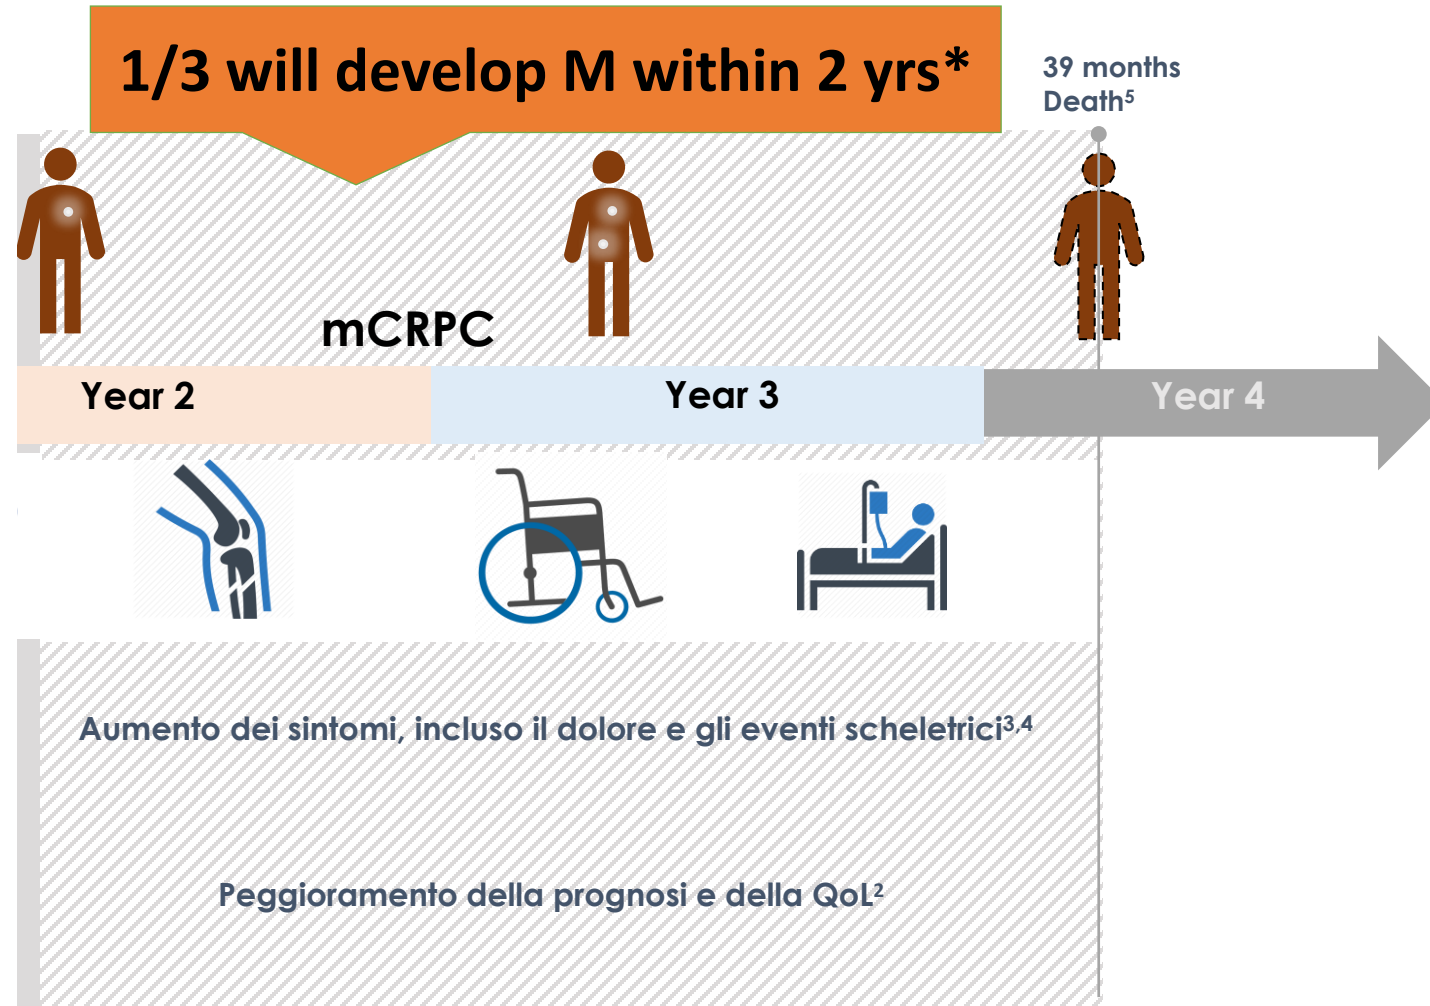 1/3 will develop M within 2 yrs*
39 months
Death⁵
mCRPC
Year 2
Year 3
Year 4
Aumento dei sintomi, incluso il dolore e gli eventi scheletrici³,⁴
Peggioramento della prognosi e della QoL²